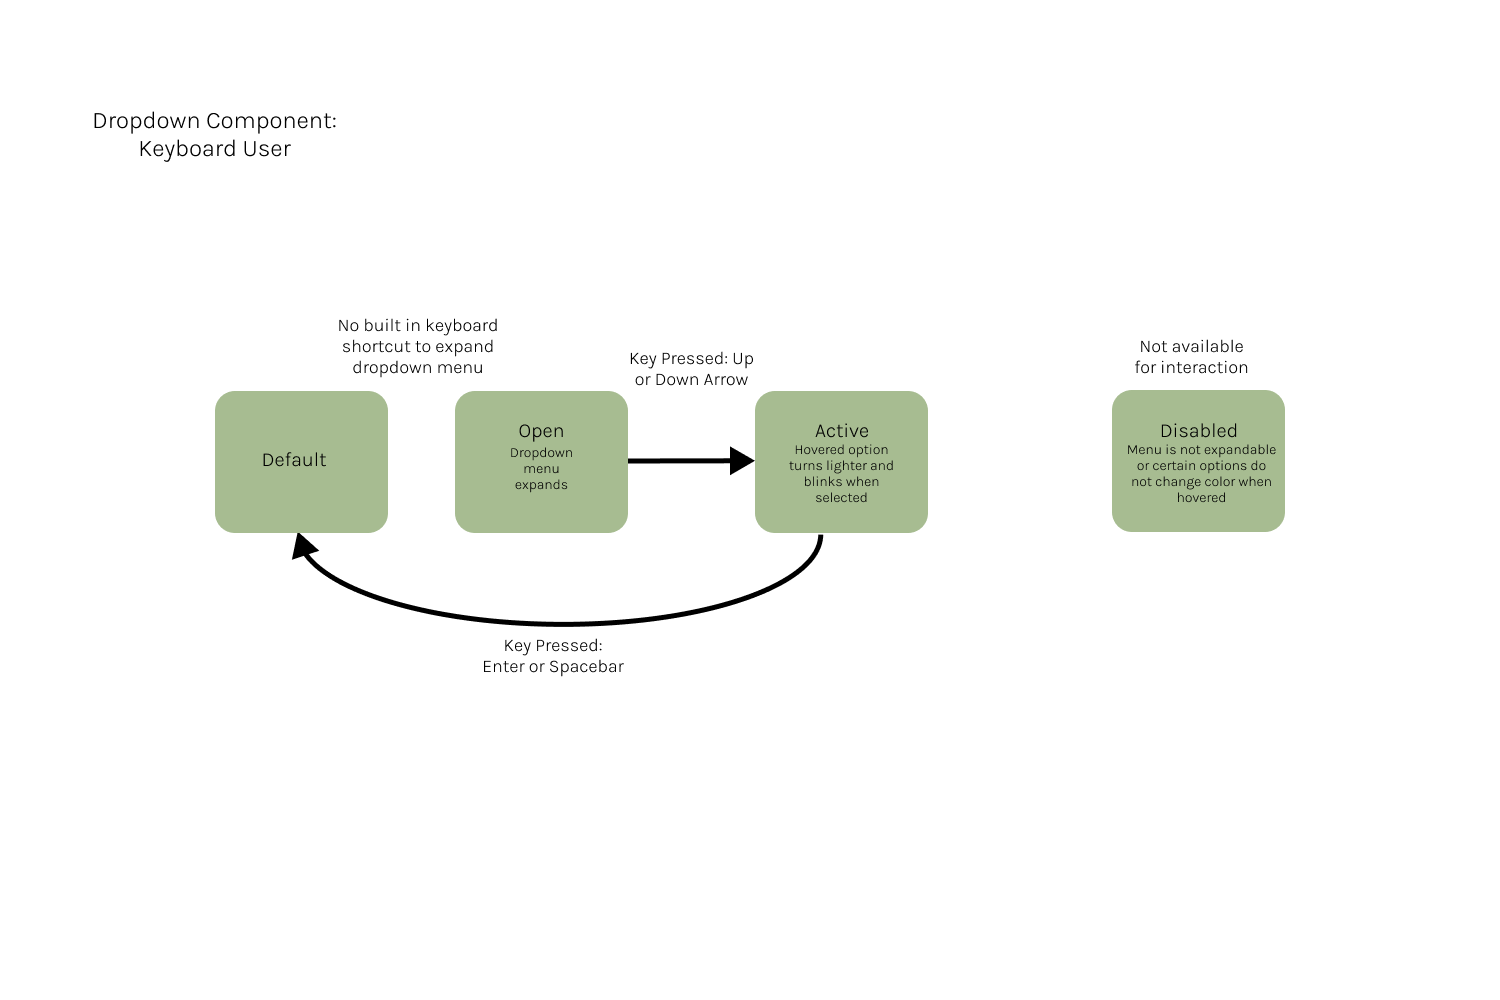 Dropdown Component:
Keyboard User
No built in keyboard
shortcut to expand
dropdown menu
Key Pressed: Up
or Down Arrow
Not available
for interaction
Default
Open
Dropdown
menu
expands
Active
Hovered option
turns lighter and
blinks when
selected
Disabled
Menu is not expandable
or certain options do
not change color when
hovered
Key Pressed:
Enter or Spacebar